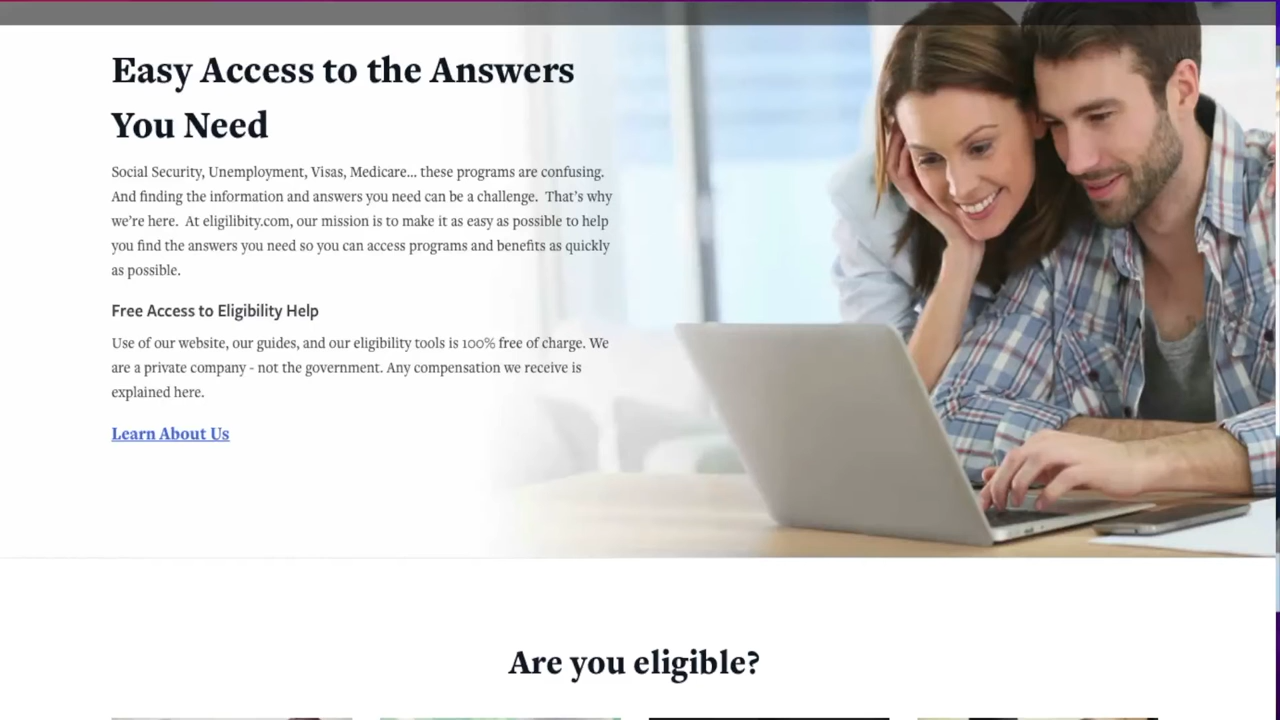 Easy Access to the Answers
You Need
Social Security, Unemployment, Visas, Medicare... these programs are confusing.
And finding the information and answers you need can be a challenge.  That's why
we're here.  At eligilibity.com, our mission is to make it as easy as possible to help
you find the answers you need so you can access programs and benefits as quickly
as possible.
Free Access to Eligibility Help
Use of our website, our guides, and our eligibility tools is 100% free of charge. We
are a private company - not the government. Any compensation we receive is
explained here.
Learn About Us
Are you eligible?